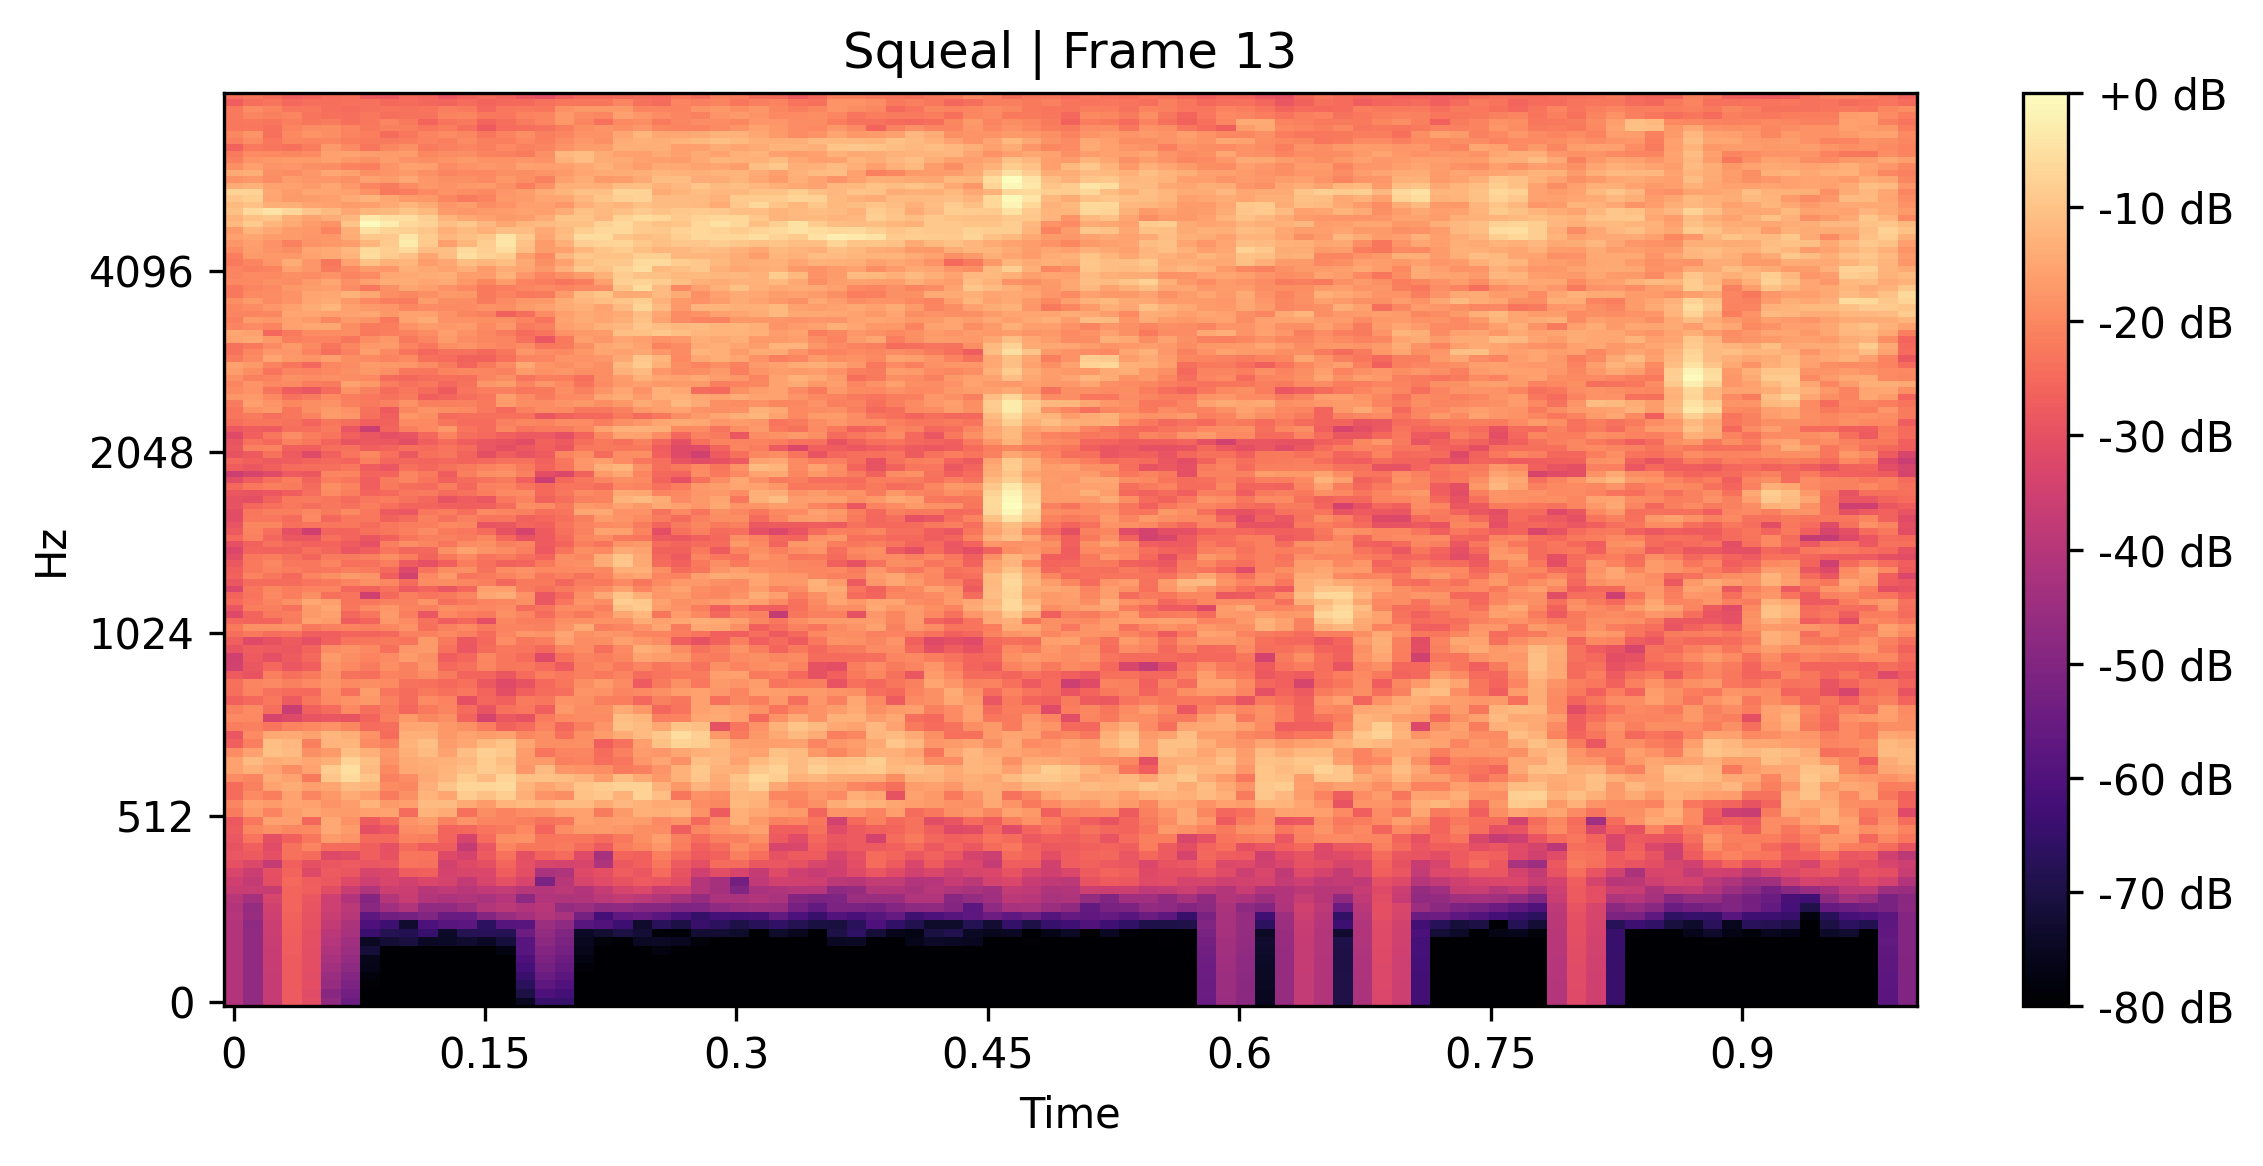 Squeal | Frame 13
+0 dB
-10 dB
-20 dB
-30 dB
-40 dB
-50 dB
-60 dB
-70 dB
-80 dB
Hz
4096
2048
1024
512
0
0 0.15 0.3 0.45 0.6 0.75 0.9
Time